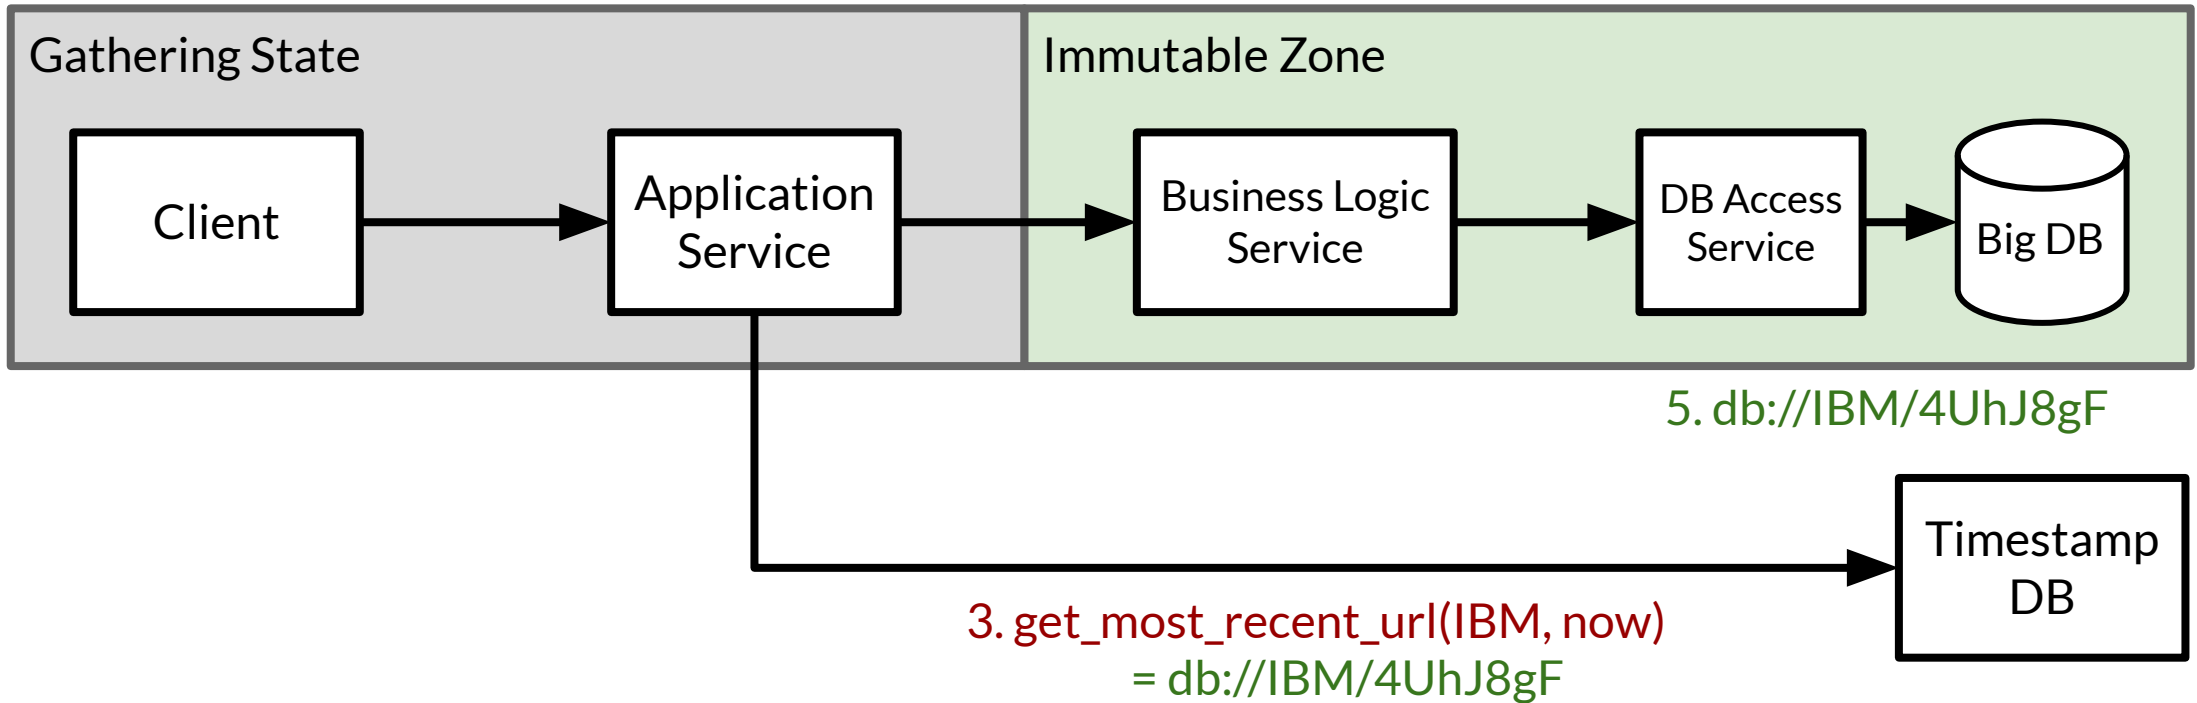 Gathering State
Immutable Zone
Client
Application
Service
Business Logic
Service
DB Access
Service
Big DB
5. db://IBM/4UhJ8gF
Timestamp
DB
3. get_most_recent_url(IBM, now)
= db://IBM/4UhJ8gF